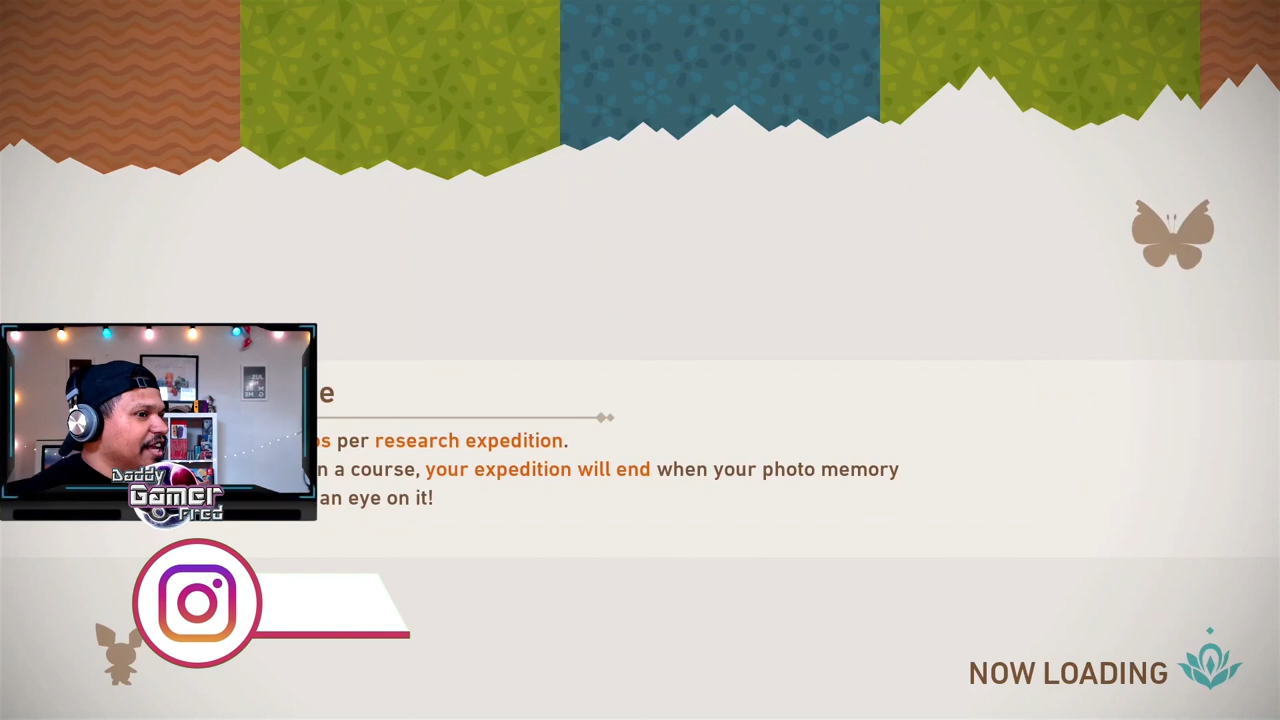 e
os per research expedition.
n a course, your expedition will end when your photo memory
an eye on it!
Daddy
Gamer
Fred
NOW LOADING